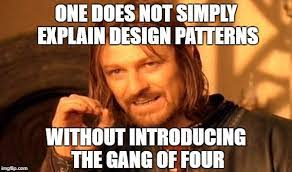 ONE DOES NOT SIMPLY
EXPLAIN DESIGN PATTERNS
WITHOUT INTRODUCING
THE GANG OF FOUR
imgflip.com